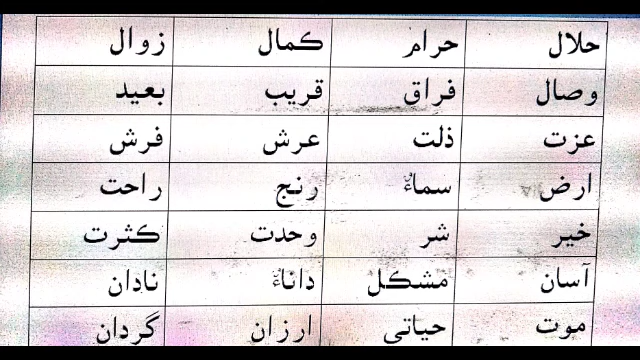 حلال حرام کمال زوال
وصال فراق قریب بعید
عزت ذلت عرش فرش
ارض سماءٌ رنج راحت
خیر شر وحدت کثرت
آسان مشکل داناءٌ نادان
موت حیاتی ارزان گردان